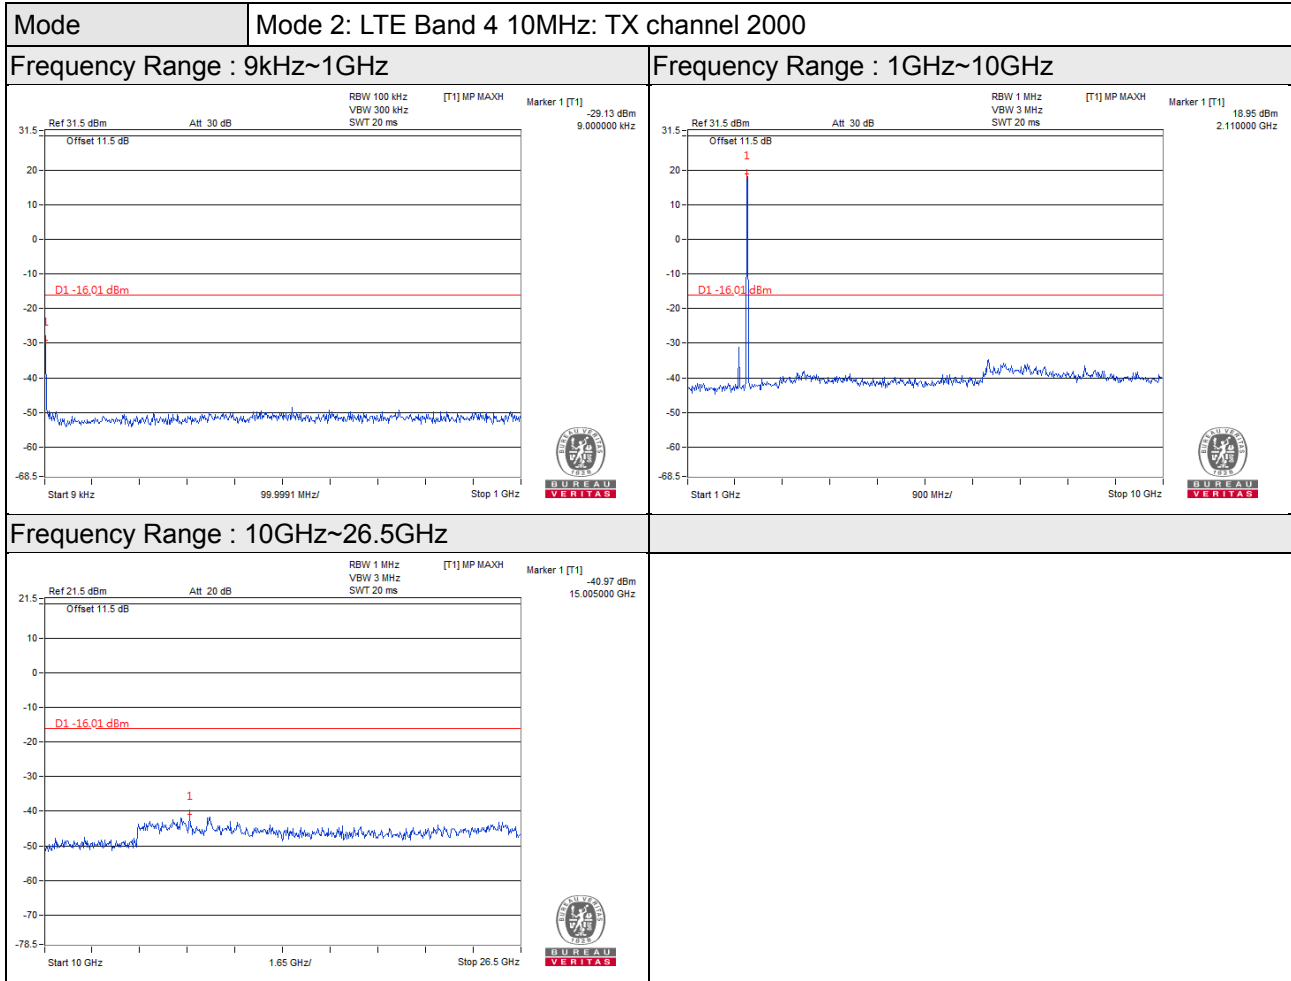 Mode Mode 2: LTE Band 4 10MHz: TX channel 2000
Frequency Range : 9kHz~1GHz
RBW 100 kHz [T1] MP MAXH Marker 1 [T1]
VBW 300 kHz -29.13 dBm
Ref 31.5 dBm Att 30 dB SWT 20 ms 9.000000 kHz
31.5
Offset 11.5 dB
20
10
0
-10
D1 -16.01 dBm
-20
1
-30
-40
-50
-60
-68.5
Start 9 kHz 99.9991 MHz/ Stop 1 GHz
BUREAU VERITAS
1828
BUREAU
VERITAS
Frequency Range : 1GHz~10GHz
RBW 1 MHz [T1] MP MAXH Marker 1 [T1]
VBW 3 MHz 18.95 dBm
Ref 31.5 dBm Att 30 dB SWT 20 ms 2.110000 GHz
31.5
Offset 11.5 dB
1
20
10
0
-10
D1 -16.01 dBm
-20
-30
-40
-50
-60
-68.5
Start 1 GHz 900 MHz/ Stop 10 GHz
BUREAU VERITAS
1828
BUREAU
VERITAS
Frequency Range : 10GHz~26.5GHz
RBW 1 MHz [T1] MP MAXH Marker 1 [T1]
VBW 3 MHz -40.97 dBm
Ref 21.5 dBm Att 20 dB SWT 20 ms 15.005000 GHz
21.5
Offset 11.5 dB
10
0
-10
D1 -16.01 dBm
-20
-30
1
-40
-50
-60
-70
-78.5
Start 10 GHz 1.65 GHz/ Stop 26.5 GHz
BUREAU VERITAS
1828
BUREAU
VERITAS